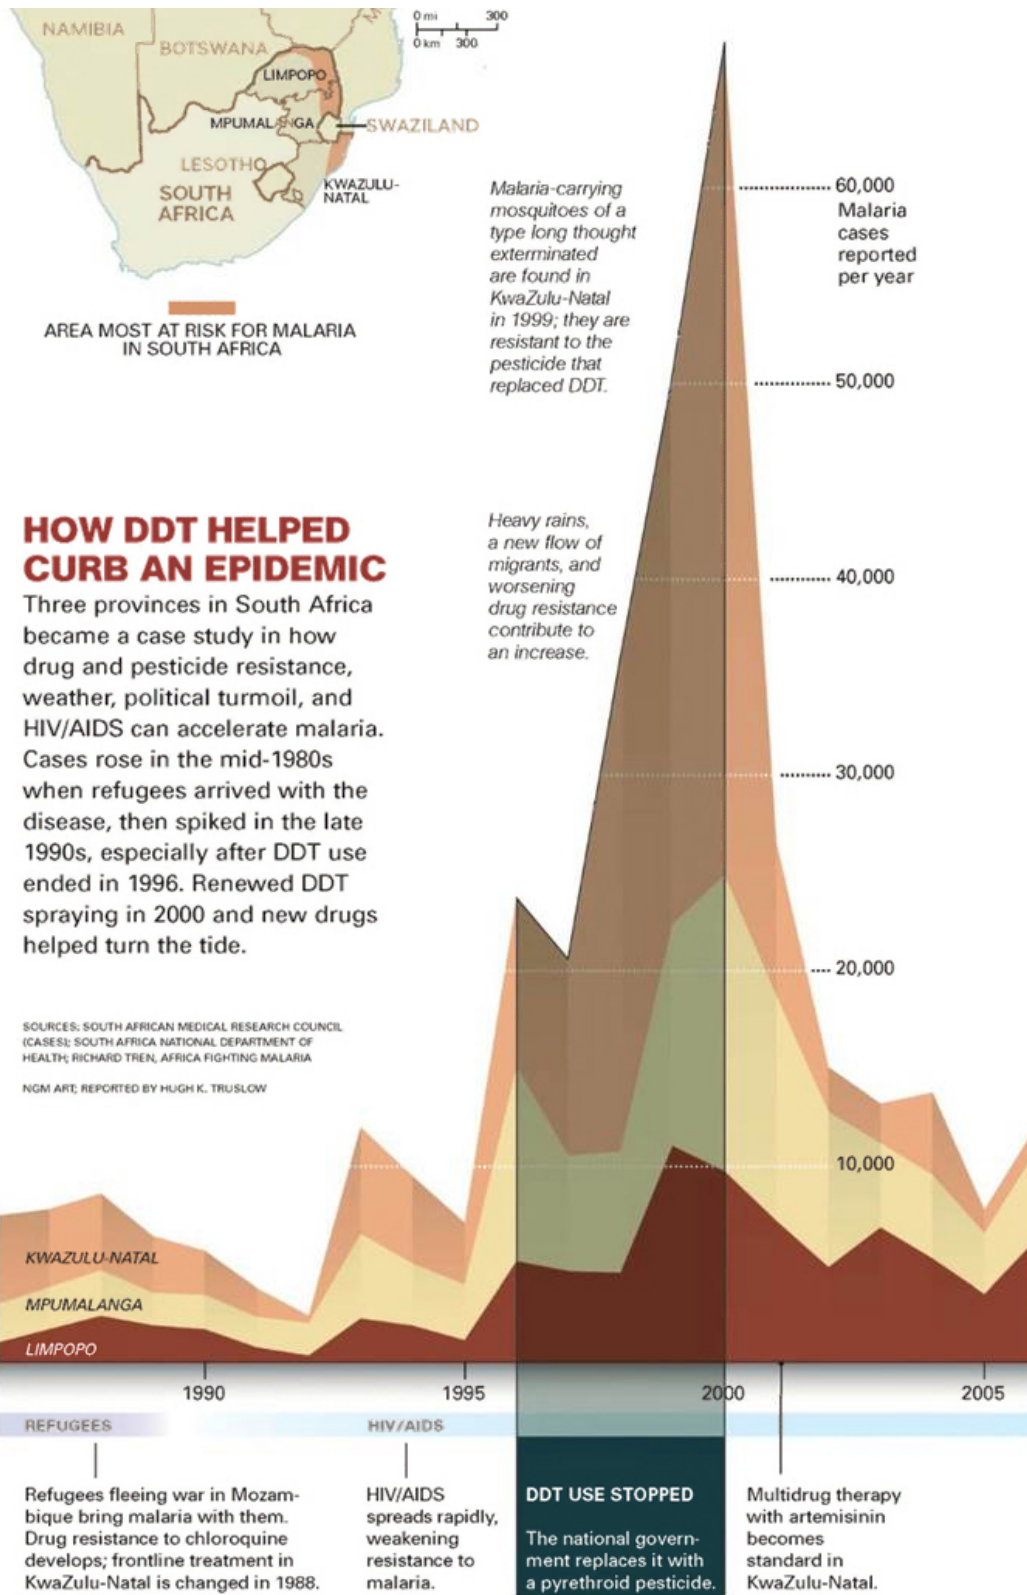 NAMIBIA
BOTSWANA
LIMPOPO
MPUMALANGA
SWAZILAND
LESOTHO
SOUTH
AFRICA
KWAZULU-
NATAL
0 mi 300
0 km 300
AREA MOST AT RISK FOR MALARIA
IN SOUTH AFRICA
Malaria-carrying
mosquitoes of a
type long thought
exterminated
are found in
KwaZulu-Natal
in 1999; they are
resistant to the
pesticide that
replaced DDT.
60,000
Malaria
cases
reported
per year
50,000
HOW DDT HELPED
CURB AN EPIDEMIC
Three provinces in South Africa
became a case study in how
drug and pesticide resistance,
weather, political turmoil, and
HIV/AIDS can accelerate malaria.
Cases rose in the mid-1980s
when refugees arrived with the
disease, then spiked in the late
1990s, especially after DDT use
ended in 1996. Renewed DDT
spraying in 2000 and new drugs
helped turn the tide.
Heavy rains,
a new flow of
migrants, and
worsening
drug resistance
contribute to
an increase.
40,000
30,000
20,000
10,000
SOURCES: SOUTH AFRICAN MEDICAL RESEARCH COUNCIL
(CASES); SOUTH AFRICA NATIONAL DEPARTMENT OF
HEALTH; RICHARD TREN, AFRICA FIGHTING MALARIA
NGM ART; REPORTED BY HUGH K. TRUSLOW
KWAZULU-NATAL
MPUMALANGA
LIMPOPO
1990 1995 2000 2005
REFUGEES HIV/AIDS
Refugees fleeing war in Mozam-
bique bring malaria with them.
Drug resistance to chloroquine
develops; frontline treatment in
KwaZulu-Natal is changed in 1988.
HIV/AIDS
spreads rapidly,
weakening
resistance to
malaria.
DDT USE STOPPED
The national govern-
ment replaces it with
a pyrethroid pesticide.
Multidrug therapy
with artemisinin
becomes
standard in
KwaZulu-Natal.